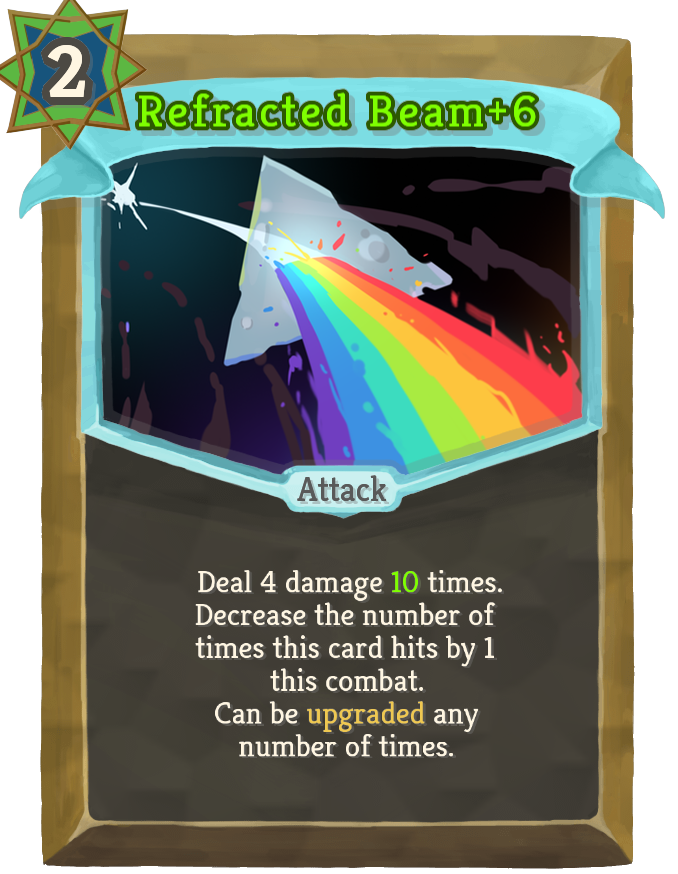 2
Refracted Beam+6
Attack
Deal 4 damage 10 times.
Decrease the number of
times this card hits by 1
this combat.
Can be upgraded any
number of times.